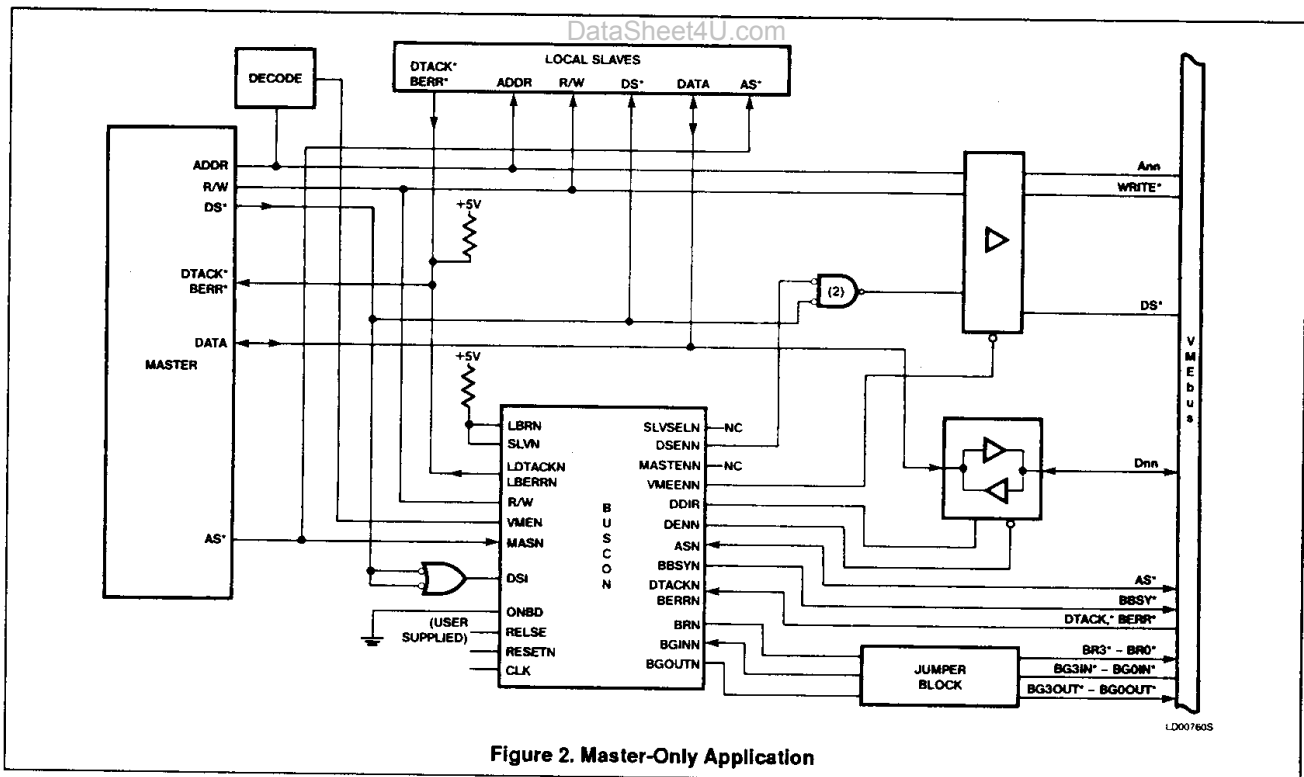 DataSheet4U.com
LOCAL SLAVES
DTACK*
BERR*
ADDR
R/W
DS*
DATA
AS*
DECODE
ADDR
R/W
DS*
DTACK*
BERR*
DATA
MASTER
AS*
+5V
+5V
(2)
Ann
WRITE*
DS*
VMEbus
Dnn
LBRN
SLVN
LDTACKN
LBERRN
R/W
VMEN
MASN
DSI
ONBD
(USER
SUPPLIED)
RELSE
RESETN
CLK
BUSCON
SLVSELN
NC
DSENN
MASTENN
NC
VMEENN
DDIR
DENN
ASN
BBSYN
DTACKN
BERRN
BRN
BGINN
BGOUTN
AS*
BBSY*
DTACK,* BERR*
JUMPER
BLOCK
BR3* – BR0*
BG3IN* – BG0IN*
BG3OUT* – BG0OUT*
LD00760S
Figure 2. Master-Only Application